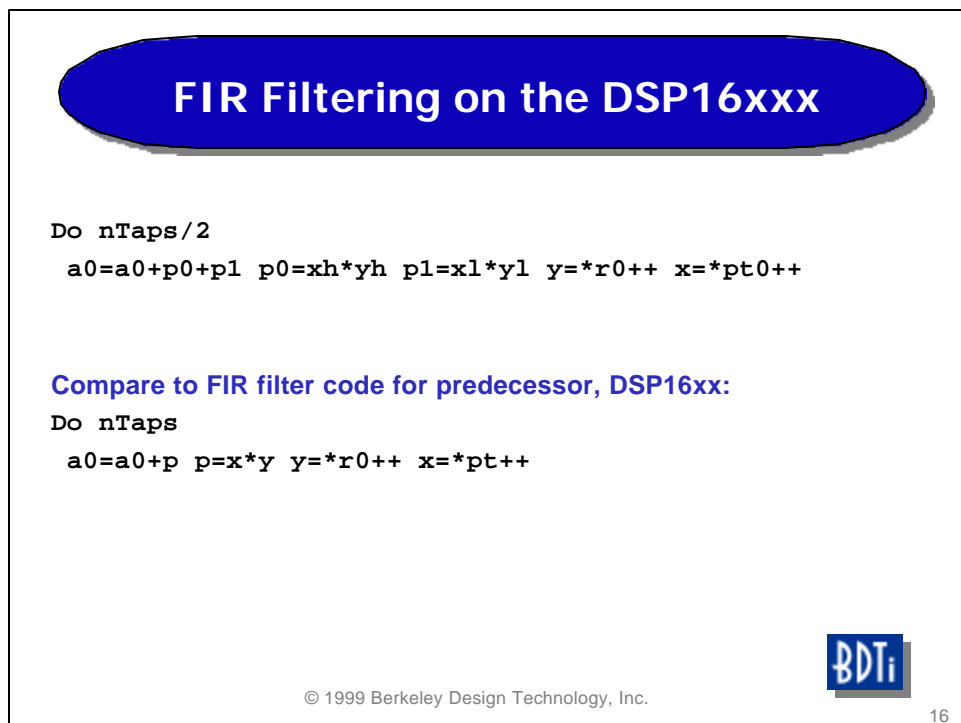 FIR Filtering on the DSP16xxx
Do nTaps/2
a0=a0+p0+p1 p0=xh*yh p1=xl*yl y=*r0++ x=*pt0++
Compare to FIR filter code for predecessor, DSP16xx:
Do nTaps
a0=a0+p p=x*y y=*r0++ x=*pt++
BDTi
© 1999 Berkeley Design Technology, Inc.
16